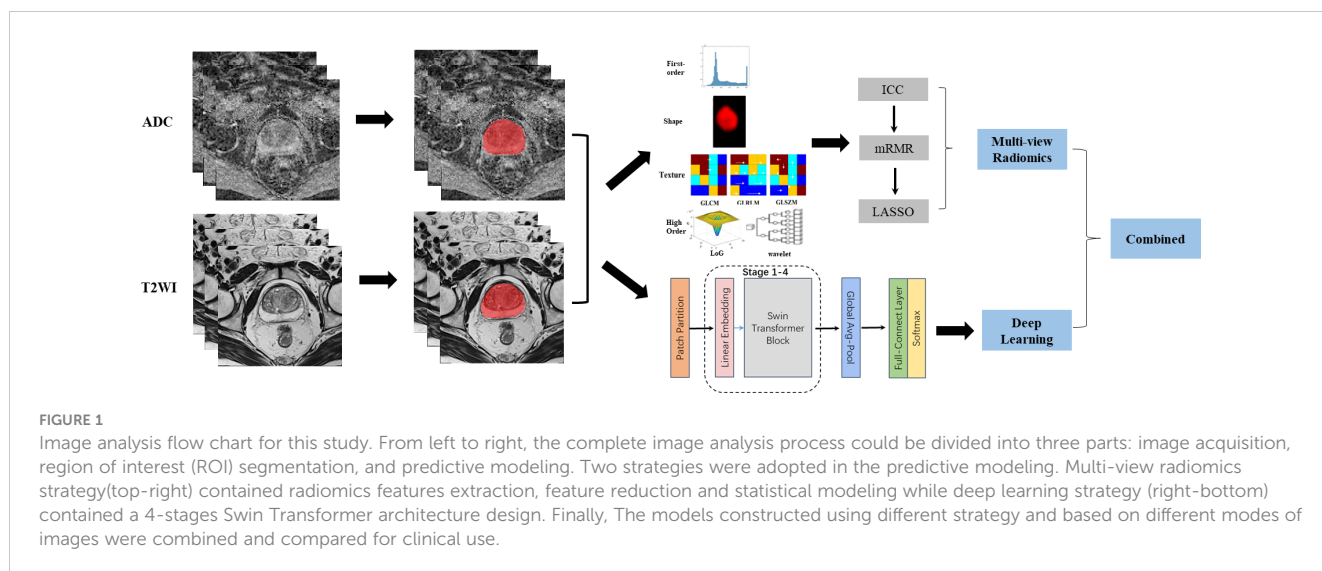 ADC
T2WI
First-
order
Shape
Texture
GLCM
GLRLM
GLSZM
High
Order
LoG
wavelet
ICC
mRMR
LASSO
Multi-view
Radiomics
Combined
Stage 1-4
Patch Partition
Linear Embedding
Swin
Transformer
Block
Global Avg-Pool
Full-Connect Layer
Softmax
Deep
Learning
FIGURE 1
Image analysis flow chart for this study. From left to right, the complete image analysis process could be divided into three parts: image acquisition,
region of interest (ROI) segmentation, and predictive modeling. Two strategies were adopted in the predictive modeling. Multi-view radiomics
strategy(top-right) contained radiomics features extraction, feature reduction and statistical modeling while deep learning strategy (right-bottom)
contained a 4-stages Swin Transformer architecture design. Finally, The models constructed using different strategy and based on different modes of
images were combined and compared for clinical use.